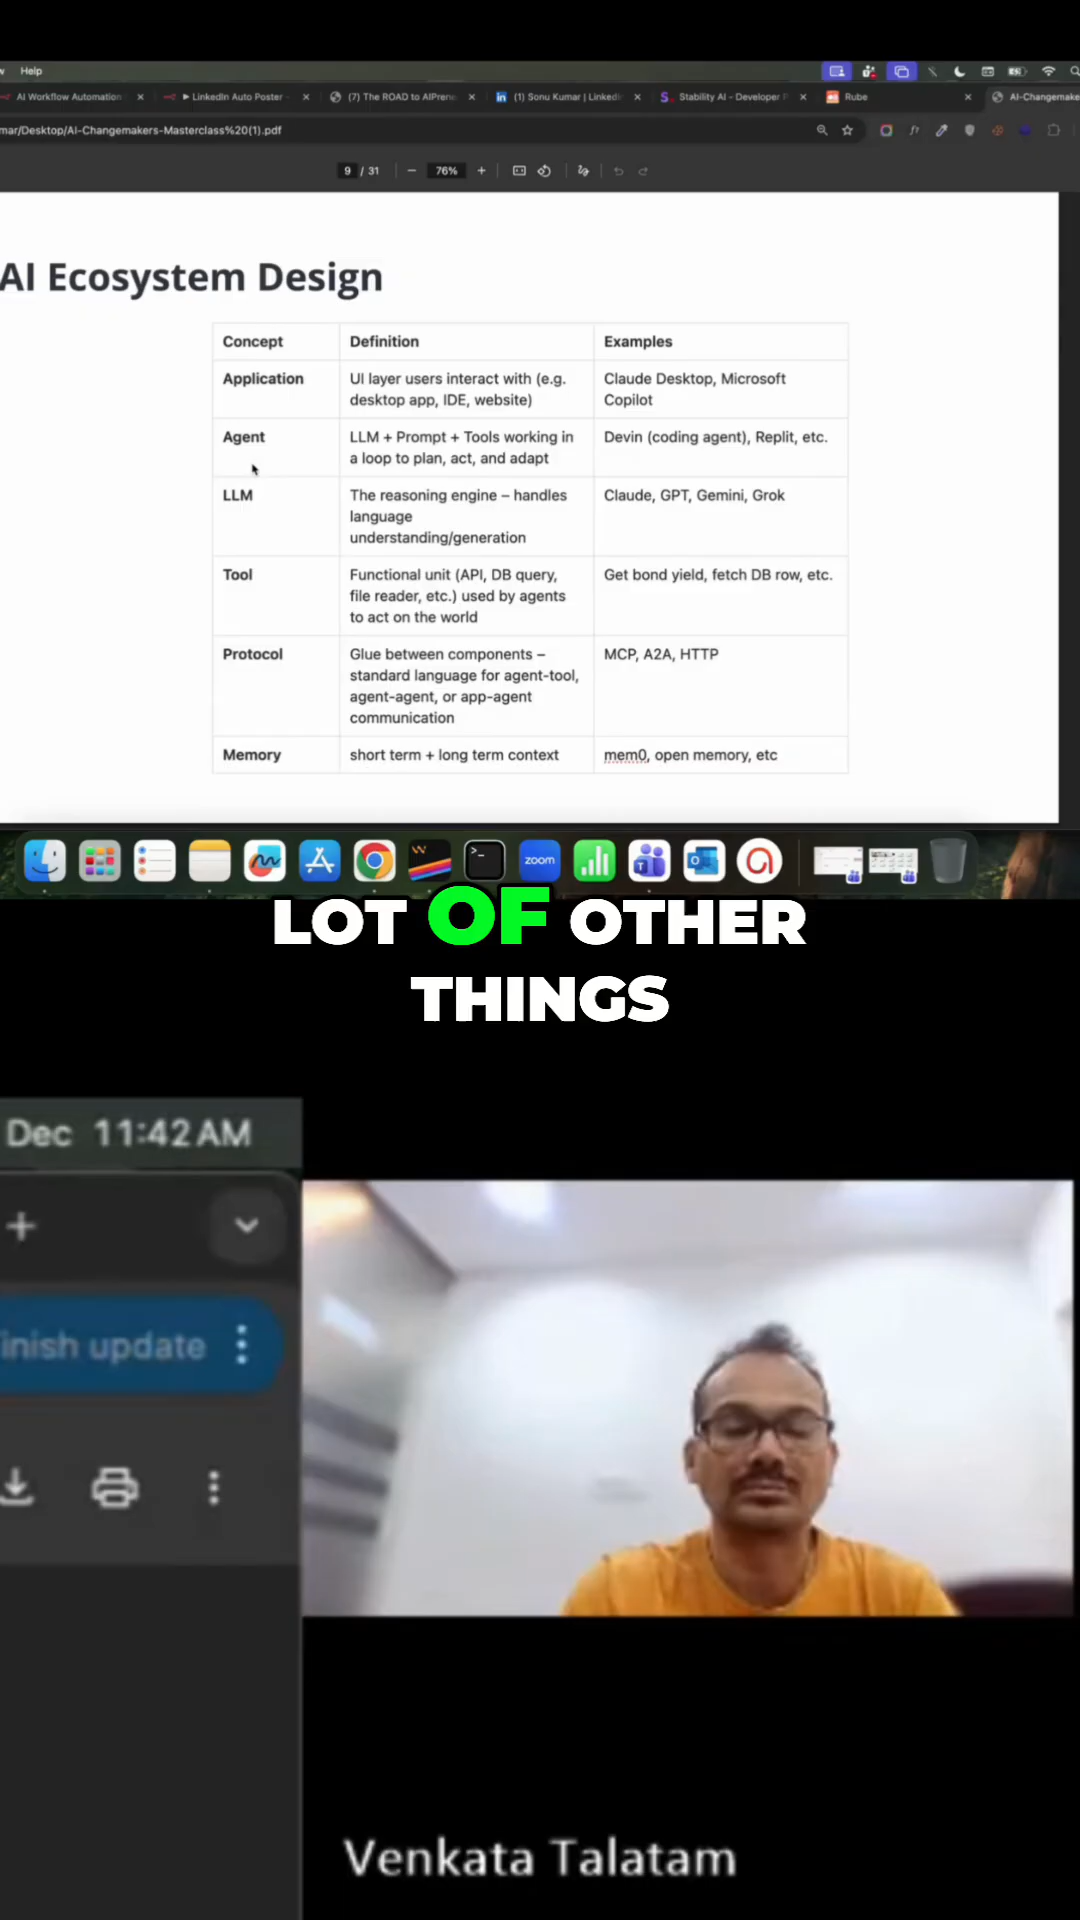 Help
AI Workflow Automation
LinkedIn Auto Poster
(7) The ROAD to AIPrene
(1) Sonu Kumar | LinkedIn
Stability AI - Developer P
Rube
AI-Changemake
mar/Desktop/AI-Changemakers-Masterclass%20(1).pdf
9 / 31
76%
AI Ecosystem Design
Concept Definition Examples
Application UI layer users interact with (e.g. desktop app, IDE, website) Claude Desktop, Microsoft Copilot
Agent LLM + Prompt + Tools working in a loop to plan, act, and adapt Devin (coding agent), Replit, etc.
LLM The reasoning engine – handles language understanding/generation Claude, GPT, Gemini, Grok
Tool Functional unit (API, DB query, file reader, etc.) used by agents to act on the world Get bond yield, fetch DB row, etc.
Protocol Glue between components – standard language for agent-tool, agent-agent, or app-agent communication MCP, A2A, HTTP
Memory short term + long term context mem0, open memory, etc
zoom
LOT OF OTHER
THINGS
Dec 11:42 AM
inish update
Venkata Talatam